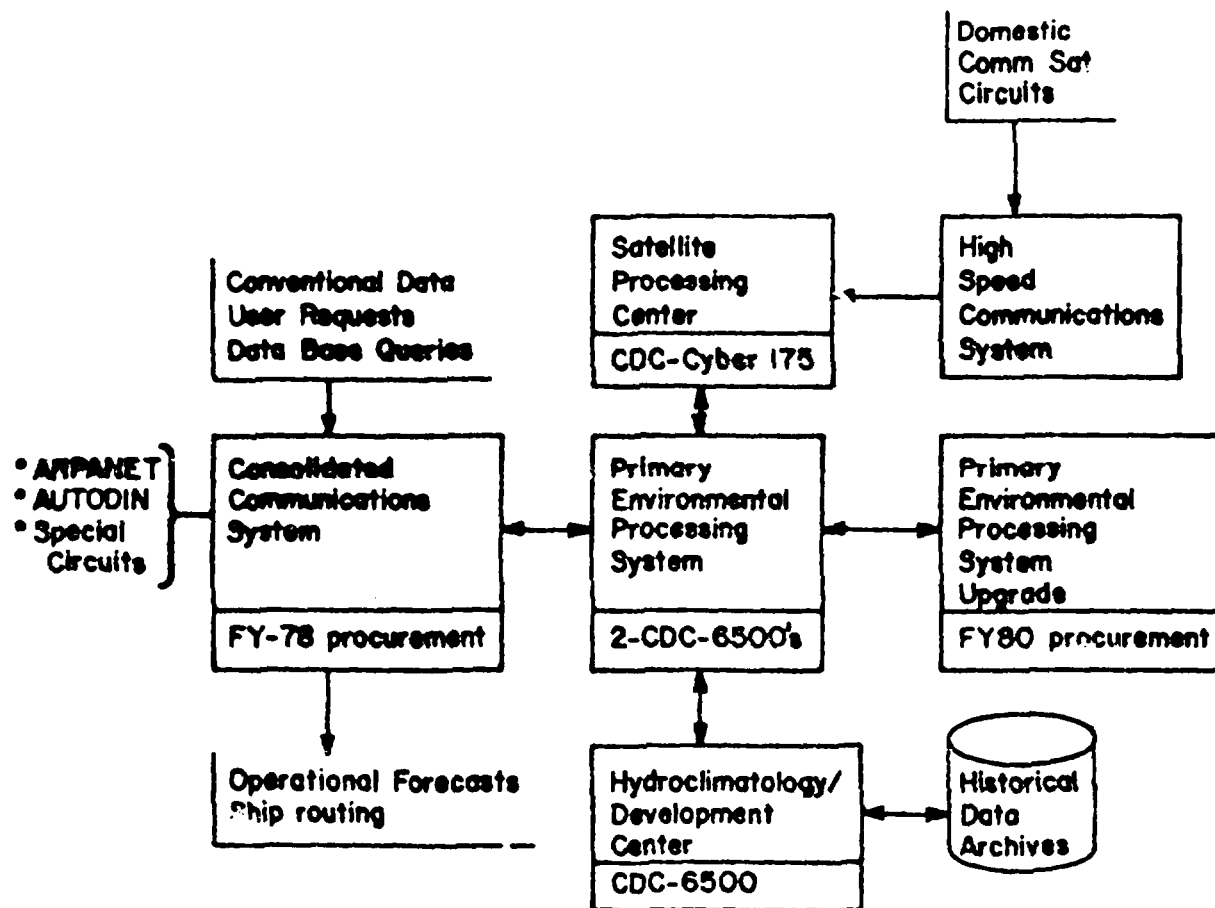 Domestic
Comm Sat
Circuits
Satellite
Processing
Center
CDC-Cyber 175
High
Speed
Communications
System
Conventional Data
User Requests
Data Base Queries
• ARPANET
• AUTODIN
• Special
Circuits
Consolidated
Communications
System
FY-78 procurement
Primary
Environmental
Processing
System
2-CDC-6500's
Primary
Environmental
Processing
System
Upgrade
FY80 procurement
Operational Forecasts
Ship routing
Hydroclimatology/
Development
Center
CDC-6500
Historical
Data
Archives